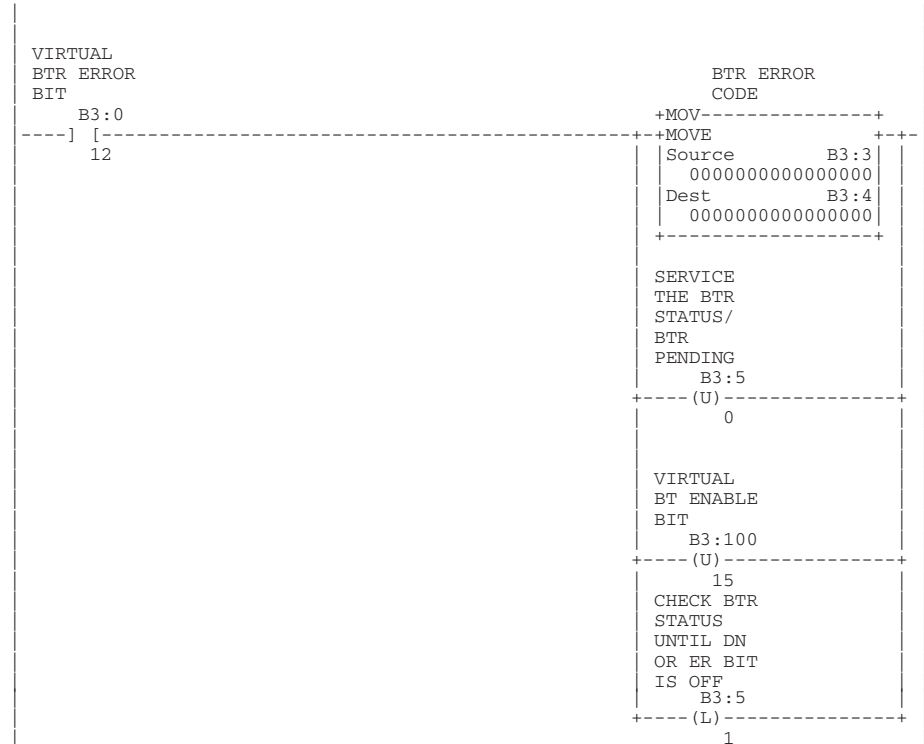 VIRTUAL
BTR ERROR BTR ERROR
BIT CODE
B3:0 +MOV---------------+
----] [-----------------------------------------------+-+MOVE +-+-
12 |Source B3:3|
0000000000000000|
|Dest B3:4|
0000000000000000|
+------------------+
SERVICE
THE BTR
STATUS/
BTR
PENDING
B3:5
+----(U)----------------+
0
VIRTUAL
BT ENABLE
BIT
B3:100
+----(U)----------------+
15
CHECK BTR
STATUS
UNTIL DN
OR ER BIT
IS OFF
B3:5
+----(L)----------------+
1